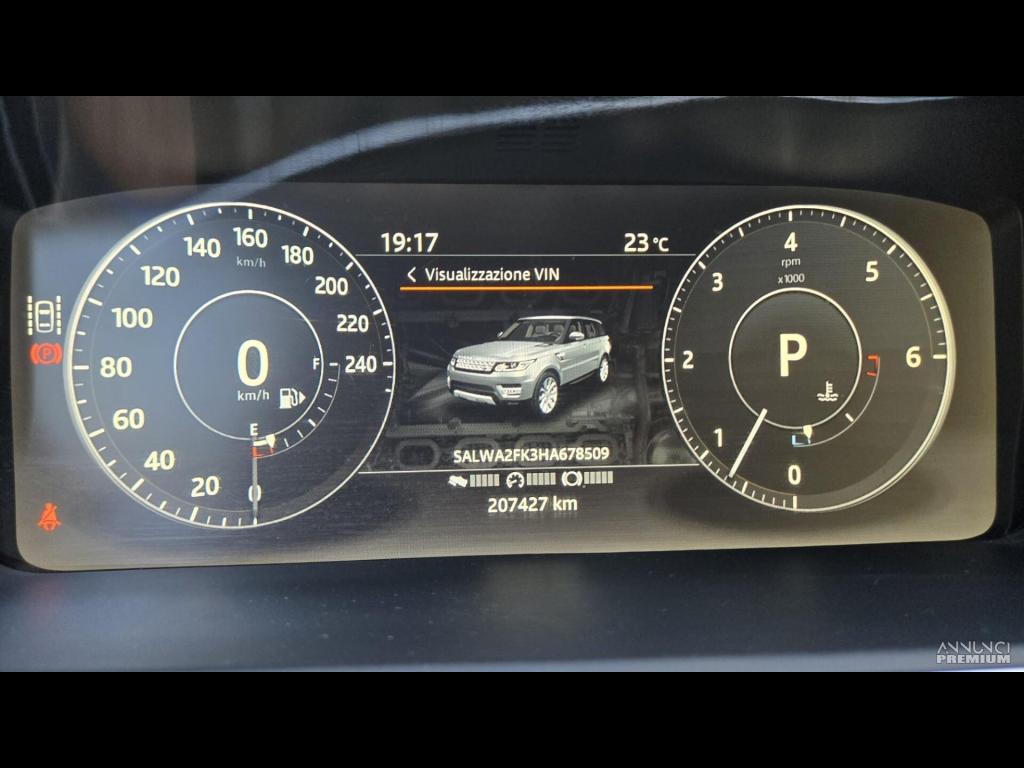 19:17
23 °C
Visualizzazione VIN
SALWA2FK3HA678509
207427 km
0
20
40
60
80
100
120
140
160
180
200
220
240
km/h
0
km/h
F
E
P
0
1
2
3
4
5
6
rpm
x1000
P
ANNUNCI
PREMIUM